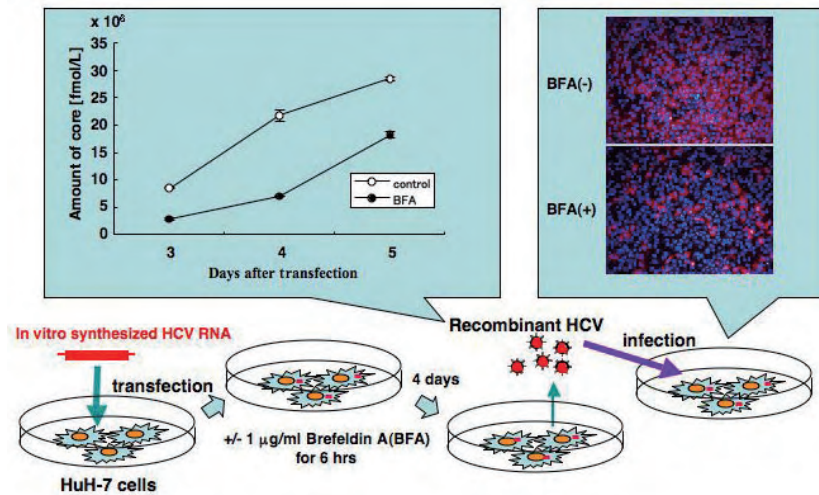 x 10⁶
35
30
25
20
15
10
5
0
Amount of core [fmol/L]
control
BFA
3 4 5
Days after transfection
BFA(-)
BFA(+)
In vitro synthesized HCV RNA
transfection
HuH-7 cells
+/- 1 μg/ml Brefeldin A(BFA)
for 6 hrs
4 days
Recombinant HCV
infection